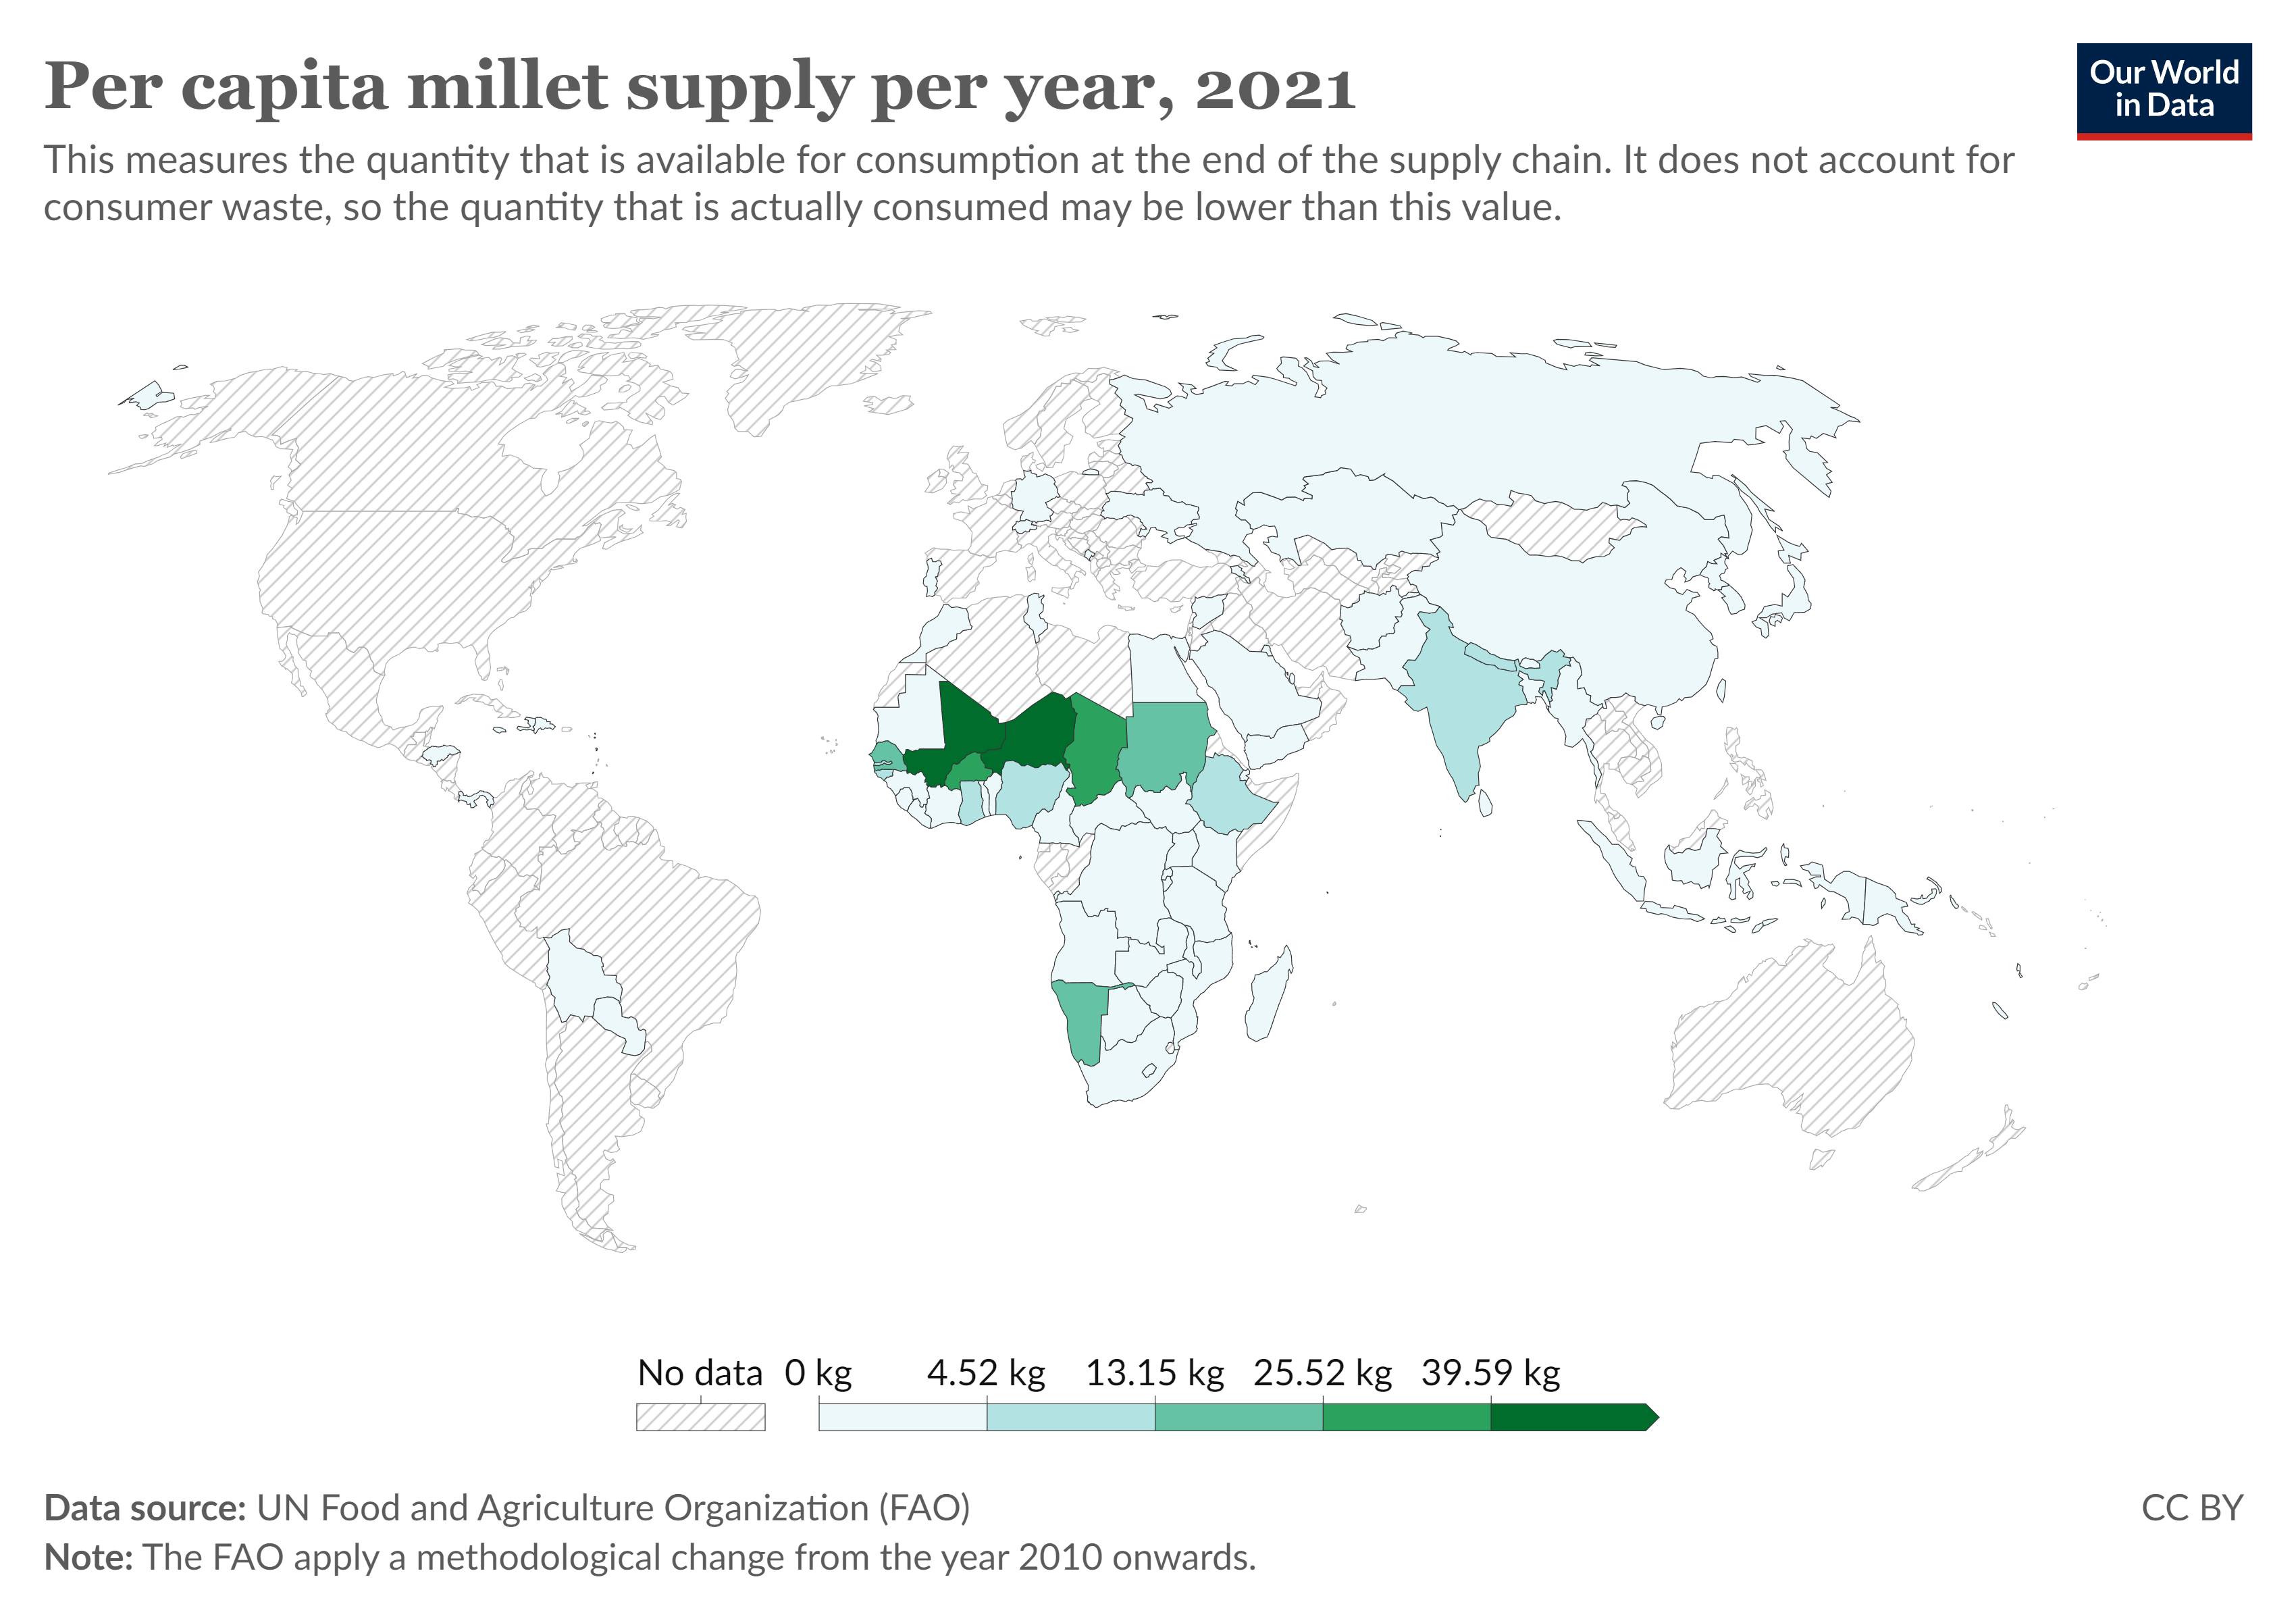 Per capita millet supply per year, 2021
Our World
in Data
This measures the quantity that is available for consumption at the end of the supply chain. It does not account for
consumer waste, so the quantity that is actually consumed may be lower than this value.
No data 0 kg 4.52 kg 13.15 kg 25.52 kg 39.59 kg
Data source: UN Food and Agriculture Organization (FAO)
CC BY
Note: The FAO apply a methodological change from the year 2010 onwards.